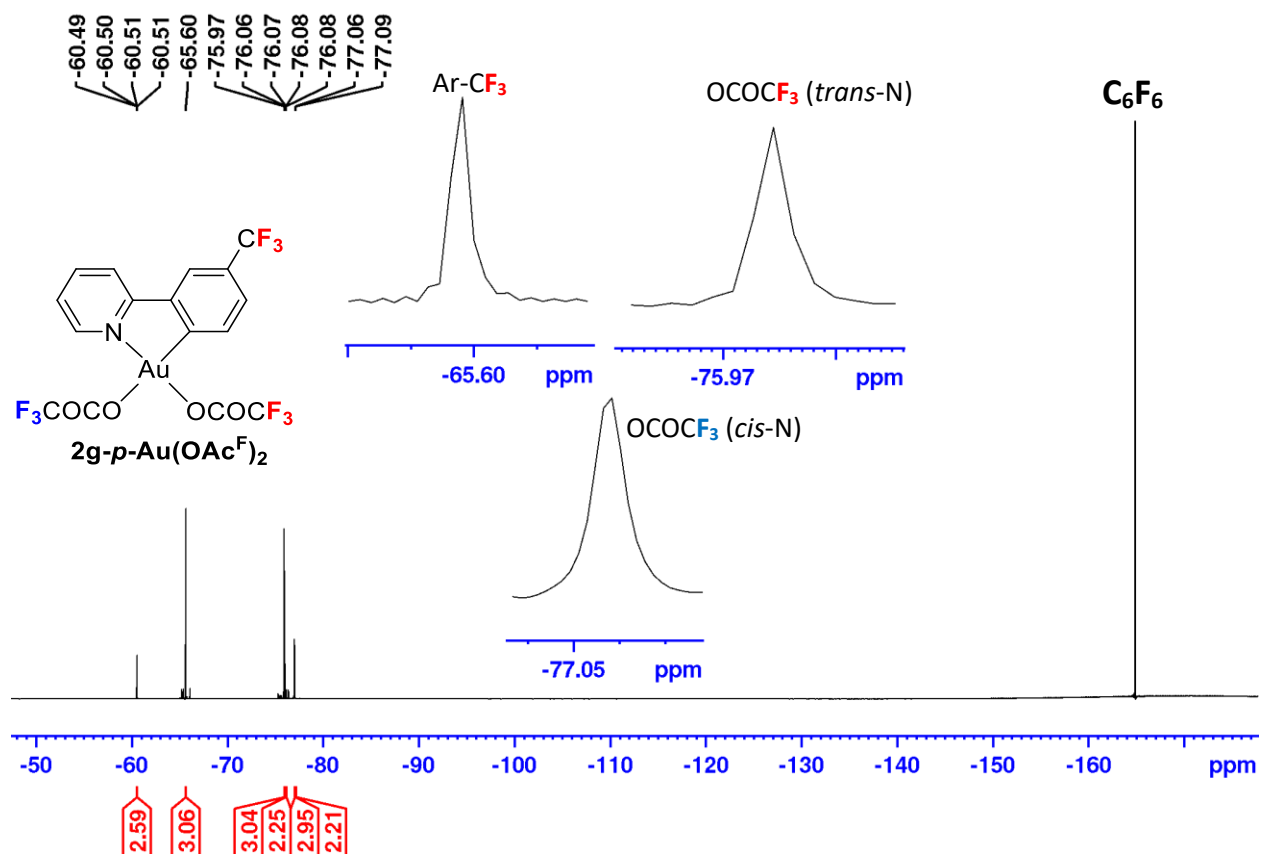 -60.49
-60.50
-60.51
-60.51
-65.60
-75.97
-76.06
-76.07
-76.08
-76.08
-77.06
-77.09
Ar-CF3
OCOCF3 (trans-N)
C6F6
-65.60 ppm
-75.97 ppm
CF3
N
Au
F3COCO OCOCF3
2g-p-Au(OAcF)2
OCOCF3 (cis-N)
-77.05 ppm
-50 -60 -70 -80 -90 -100 -110 -120 -130 -140 -150 -160 ppm
2.59
3.06
3.04
2.25
2.95
2.21